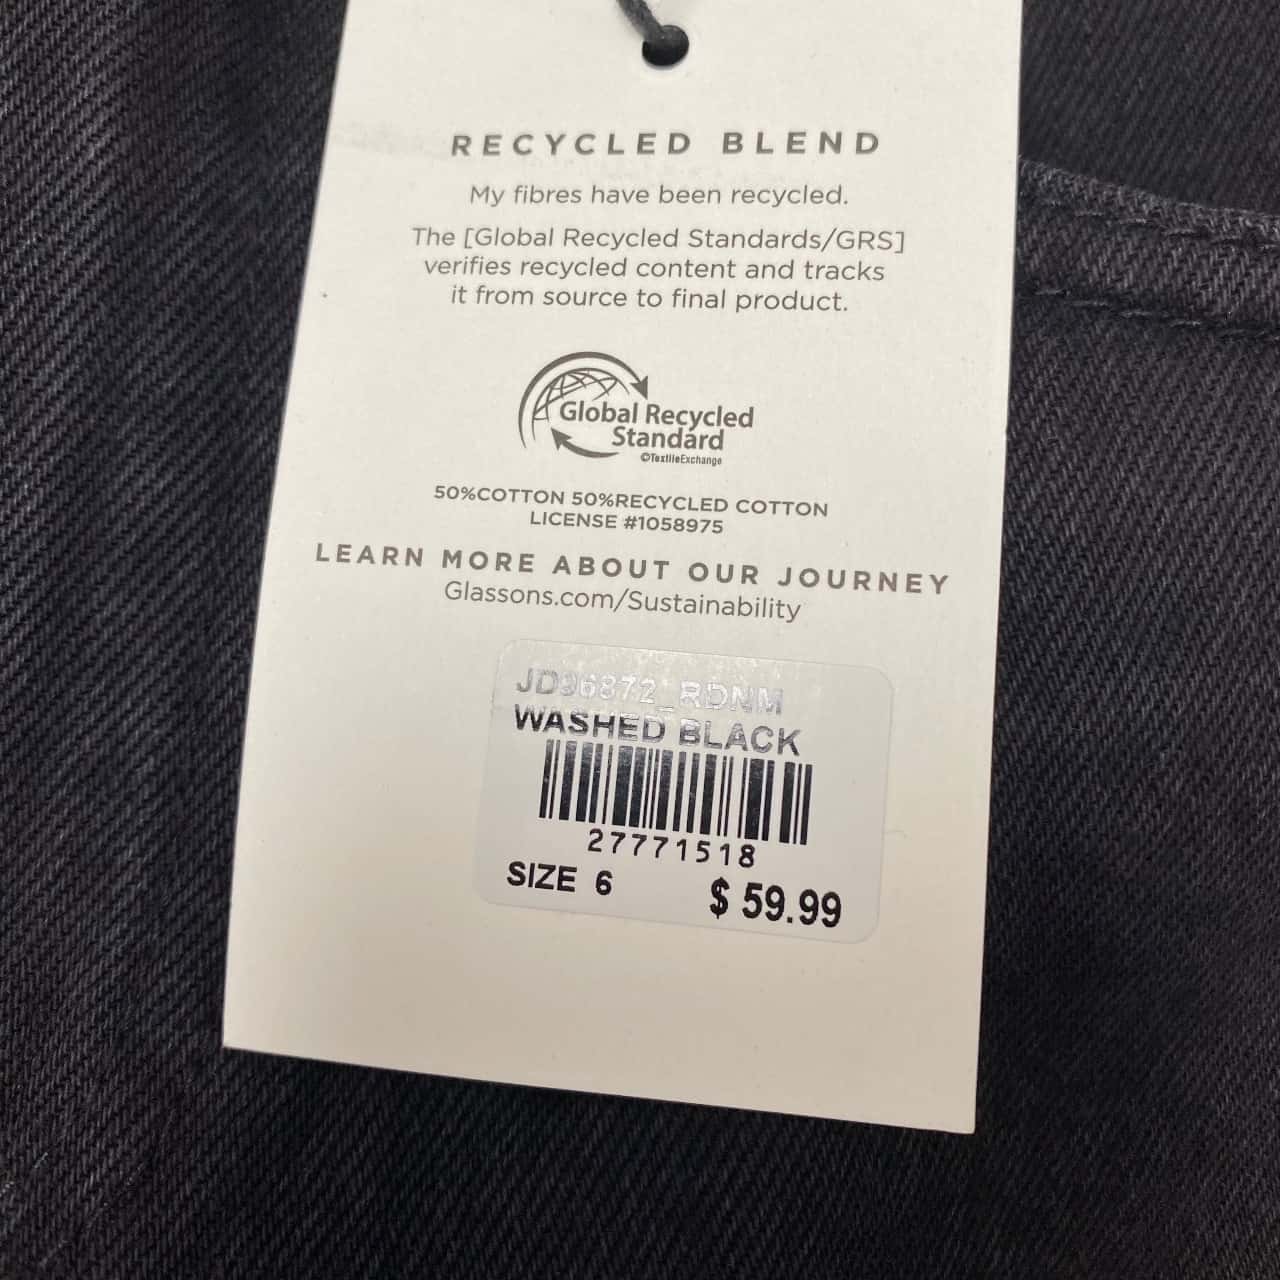 RECYCLED BLEND
My fibres have been recycled.
The [Global Recycled Standards/GRS]
verifies recycled content and tracks
it from source to final product.
Global Recycled
Standard
©TextileExchange
50%COTTON 50%RECYCLED COTTON
LICENSE #1058975
LEARN MORE ABOUT OUR JOURNEY
Glassons.com/Sustainability
JD96872_RDNM
WASHED BLACK
27771518
SIZE 6 $ 59.99